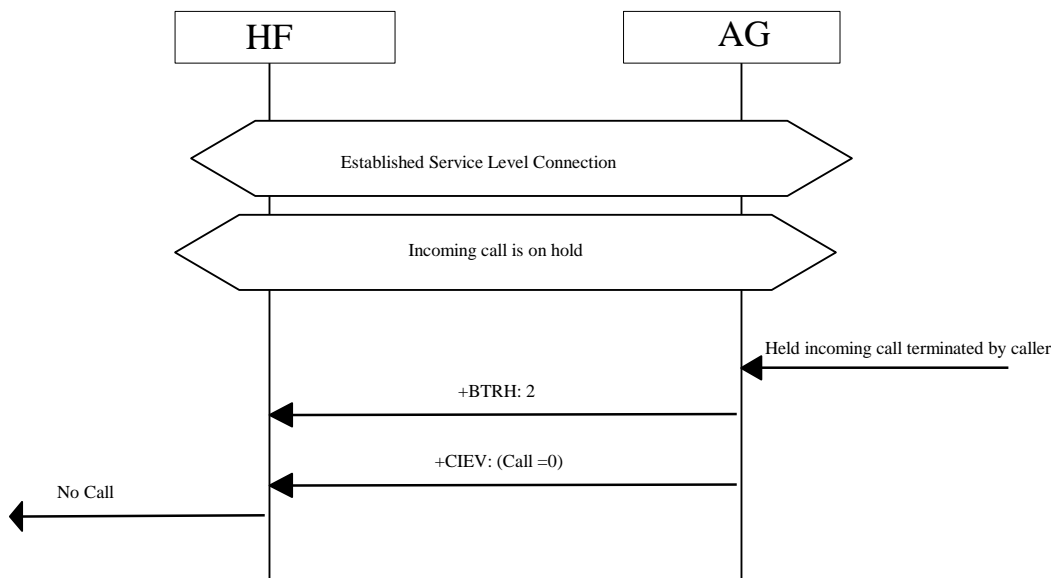 HF
AG
Established Service Level Connection
Incoming call is on hold
Held incoming call terminated by caller
+BTRH: 2
+CIEV: (Call =0)
No Call